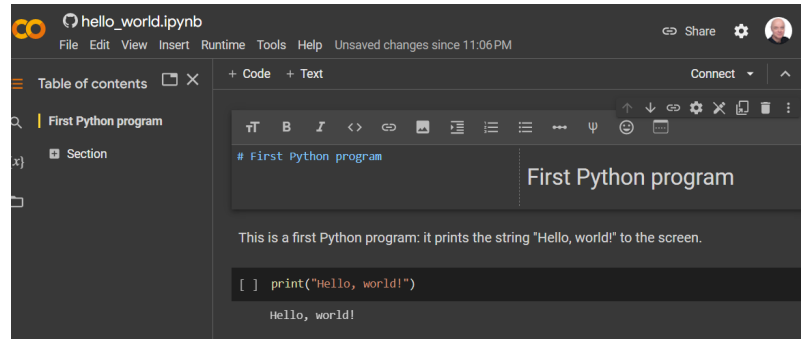 hello_world.ipynb
File Edit View Insert Runtime Tools Help Unsaved changes since 11:06 PM
Share
Table of contents
First Python program
Section
{x}
+ Code + Text
Connect
B I <> Ψ
# First Python program
First Python program
This is a first Python program: it prints the string "Hello, world!" to the screen.
[ ] print("Hello, world!")
Hello, world!